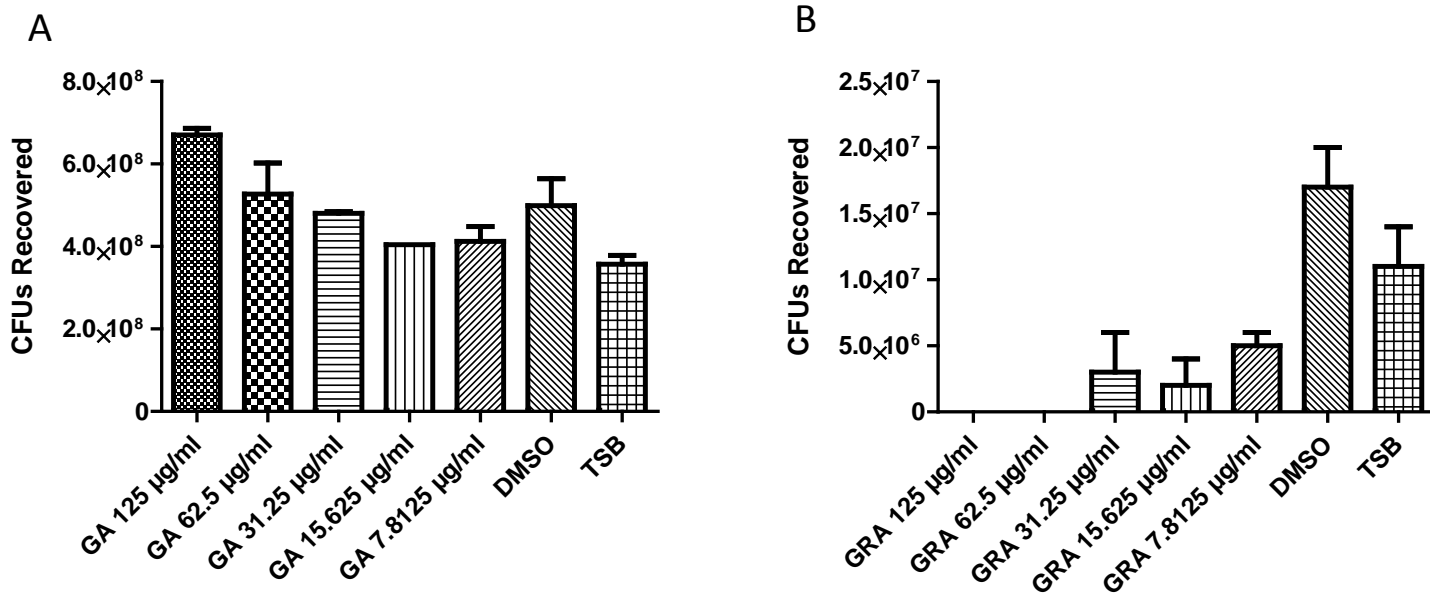 A
CFUs Recovered
8.0×10⁸
6.0×10⁸
4.0×10⁸
2.0×10⁸
0
GA 125 µg/ml
GA 62.5 µg/ml
GA 31.25 µg/ml
GA 15.625 µg/ml
GA 7.8125 µg/ml
DMSO
TSB
B
CFUs Recovered
2.5×10⁷
2.0×10⁷
1.5×10⁷
1.0×10⁷
5.0×10⁶
0
GRA 125 µg/ml
GRA 62.5 µg/ml
GRA 31.25 µg/ml
GRA 15.625 µg/ml
GRA 7.8125 µg/ml
DMSO
TSB